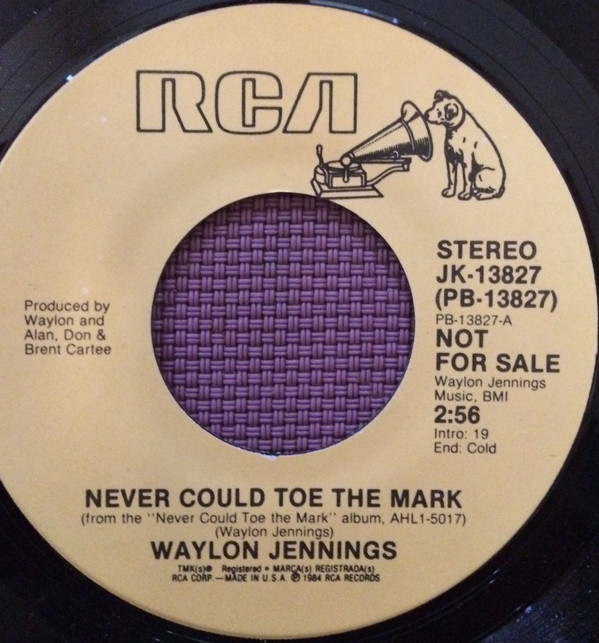 RCA
STEREO
JK-13827
(PB-13827)
PB-13827-A
NOT
FOR SALE
Waylon Jennings
Music, BMI
2:56
Intro: 19
End: Cold
Produced by
Waylon and
Alan, Don &
Brent Cartee
NEVER COULD TOE THE MARK
(from the "Never Could Toe the Mark" album, AHL1-5017)
(Waylon Jennings)
WAYLON JENNINGS
TMK(s)® Registered • MARCA(s) REGISTRADA(s)
RCA CORP.—MADE IN U.S.A. ℗ 1984 RCA RECORDS